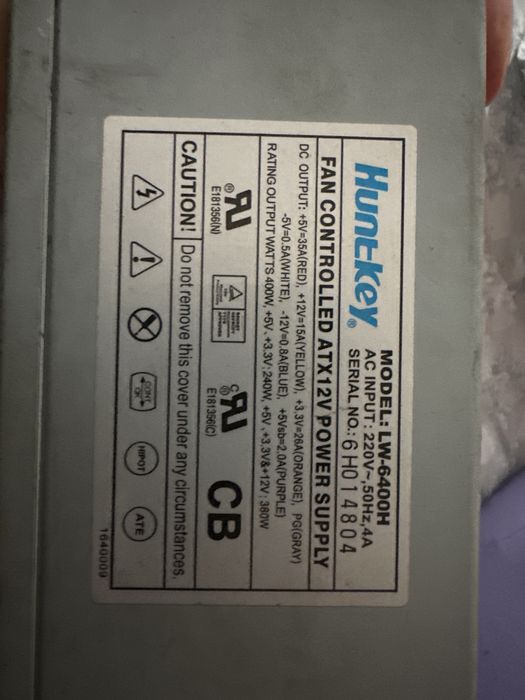 Huntkey®
MODEL: LW-6400H
AC INPUT : 220V~,50Hz,4A
SERIAL NO.: 6H014804
FAN CONTROLLED ATX12V POWER SUPPLY
DC OUTPUT: +5V=35A(RED), +12V=15A(YELLOW), +3.3V=28A(ORANGE), PG(GRAY)
-5V=0.5A(WHITE), -12V=0.8A(BLUE), +5Vsb=2.0A(PURPLE)
RATING OUTPUT WATTS 400W, +5V、+3.3V: 240W, +5V、+3.3V&+12V: 380W
®
E181356(N)
C
®
E181356(C)
CB
CAUTION! Do not remove this cover under any circumstances.
HIPOT
ATE
1640009